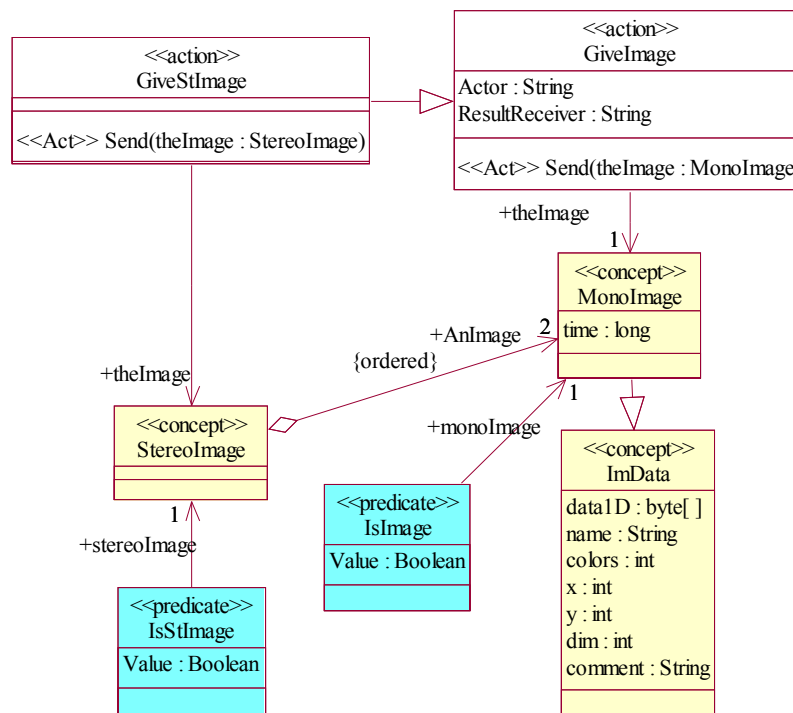 <<action>>
GiveStImage
<<Act>> Send(theImage : StereoImage)
<<action>>
GiveImage
Actor : String
ResultReceiver : String
<<Act>> Send(theImage : MonoImage
+theImage
1
<<concept>>
MonoImage
time : long
2
+AnImage
{ordered}
+theImage
<<concept>>
StereoImage
1
+monoImage
<<concept>>
ImData
data1D : byte[ ]
name : String
colors : int
x : int
y : int
dim : int
comment : String
<<predicate>>
IsImage
Value : Boolean
1
+stereoImage
<<predicate>>
IsStImage
Value : Boolean